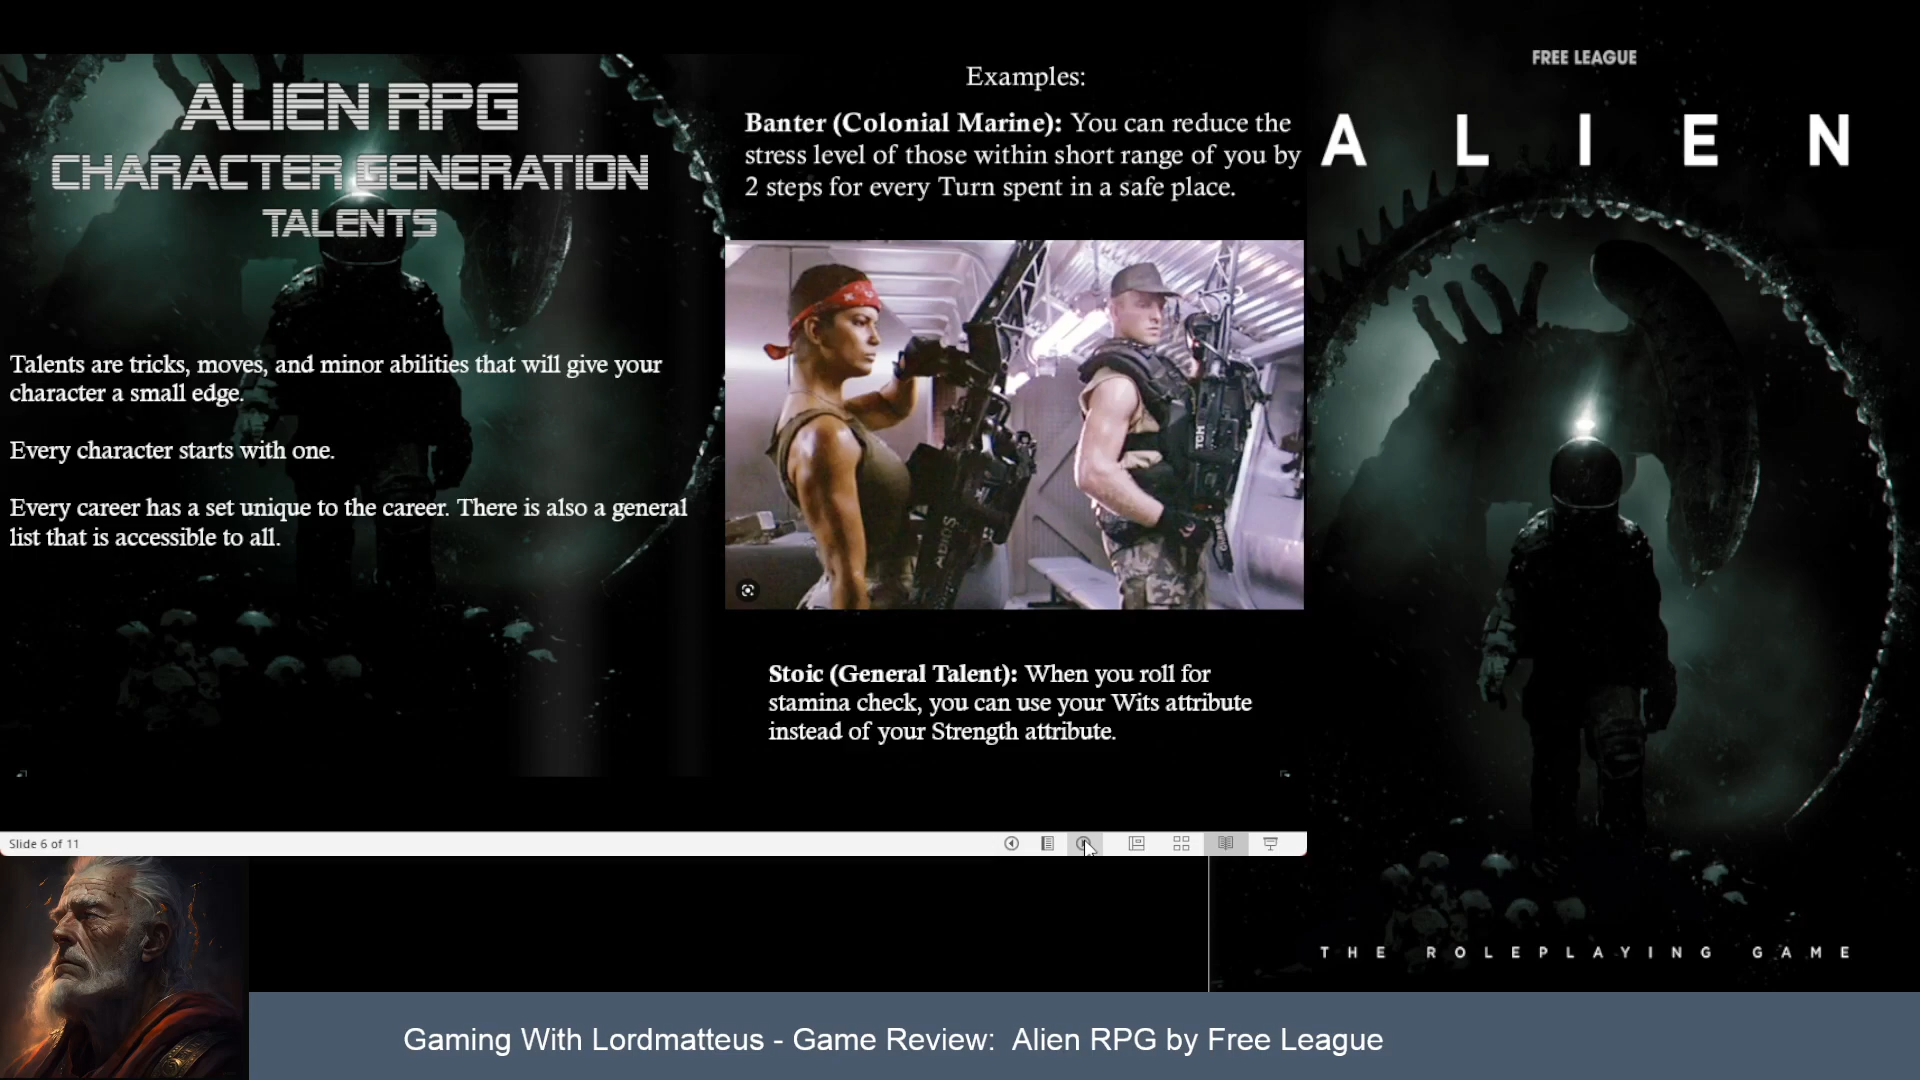 ALIEN RPG
CHARACTER GENERATION
TALENTS
Talents are tricks, moves, and minor abilities that will give your
character a small edge.
Every character starts with one.
Every career has a set unique to the career. There is also a general
list that is accessible to all.
Examples:
Banter (Colonial Marine): You can reduce the
stress level of those within short range of you by
2 steps for every Turn spent in a safe place.
ADIOS
Stoic (General Talent): When you roll for
stamina check, you can use your Wits attribute
instead of your Strength attribute.
Slide 6 of 11
FREE LEAGUE
ALIEN
THE ROLEPLAYING GAME
Gaming With Lordmatteus - Game Review:  Alien RPG by Free League